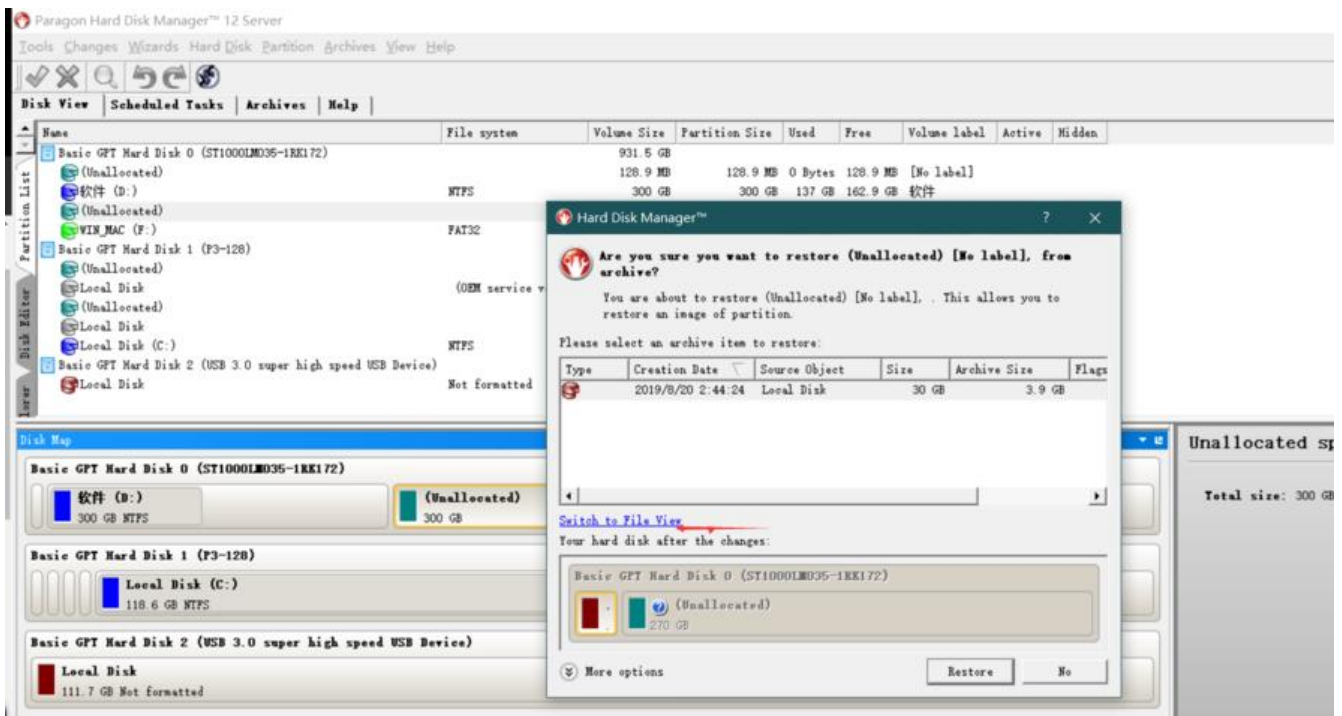 Paragon Hard Disk Manager™ 12 Server
Tools Changes Wizards Hard Disk Partition Archives View Help
Disk View Scheduled Tasks Archives Help
Name File system Volume Size Partition Size Used Free Volume label Active Hidden
Basic GPT Hard Disk 0 (ST1000LM035-1RK172) 931.5 GB
(Unallocated) 128.9 MB 128.9 MB 0 Bytes 128.9 MB [No label]
软件 (D:) NTFS 300 GB 300 GB 137 GB 162.9 GB 软件
(Unallocated)
WIN_MAC (F:) FAT32
Basic GPT Hard Disk 1 (P3-128)
(Unallocated)
Local Disk (OEM service v
(Unallocated)
Local Disk
Local Disk (C:) NTFS
Basic GPT Hard Disk 2 (USB 3.0 super high speed USB Device)
Local Disk Not formatted
Partition List
Disk Editor
lorer
Hard Disk Manager™
Are you sure you want to restore (Unallocated) [No label], from
archive?
You are about to restore (Unallocated) [No label], . This allows you to
restore an image of partition.
Please select an archive item to restore:
Type Creation Date Source Object Size Archive Size Flags
2019/8/20 2:44:24 Local Disk 30 GB 3.9 GB
Switch to File View
Your hard disk after the changes:
Basic GPT Hard Disk 0 (ST1000LM035-1RK172)
(Unallocated)
270 GB
More options Restore No
Disk Map
Basic GPT Hard Disk 0 (ST1000LM035-1RK172)
软件 (D:)
300 GB NTFS
(Unallocated)
300 GB
Basic GPT Hard Disk 1 (P3-128)
Local Disk (C:)
118.6 GB NTFS
Basic GPT Hard Disk 2 (USB 3.0 super high speed USB Device)
Local Disk
111.7 GB Not formatted
Unallocated sp
Total size: 300 GB